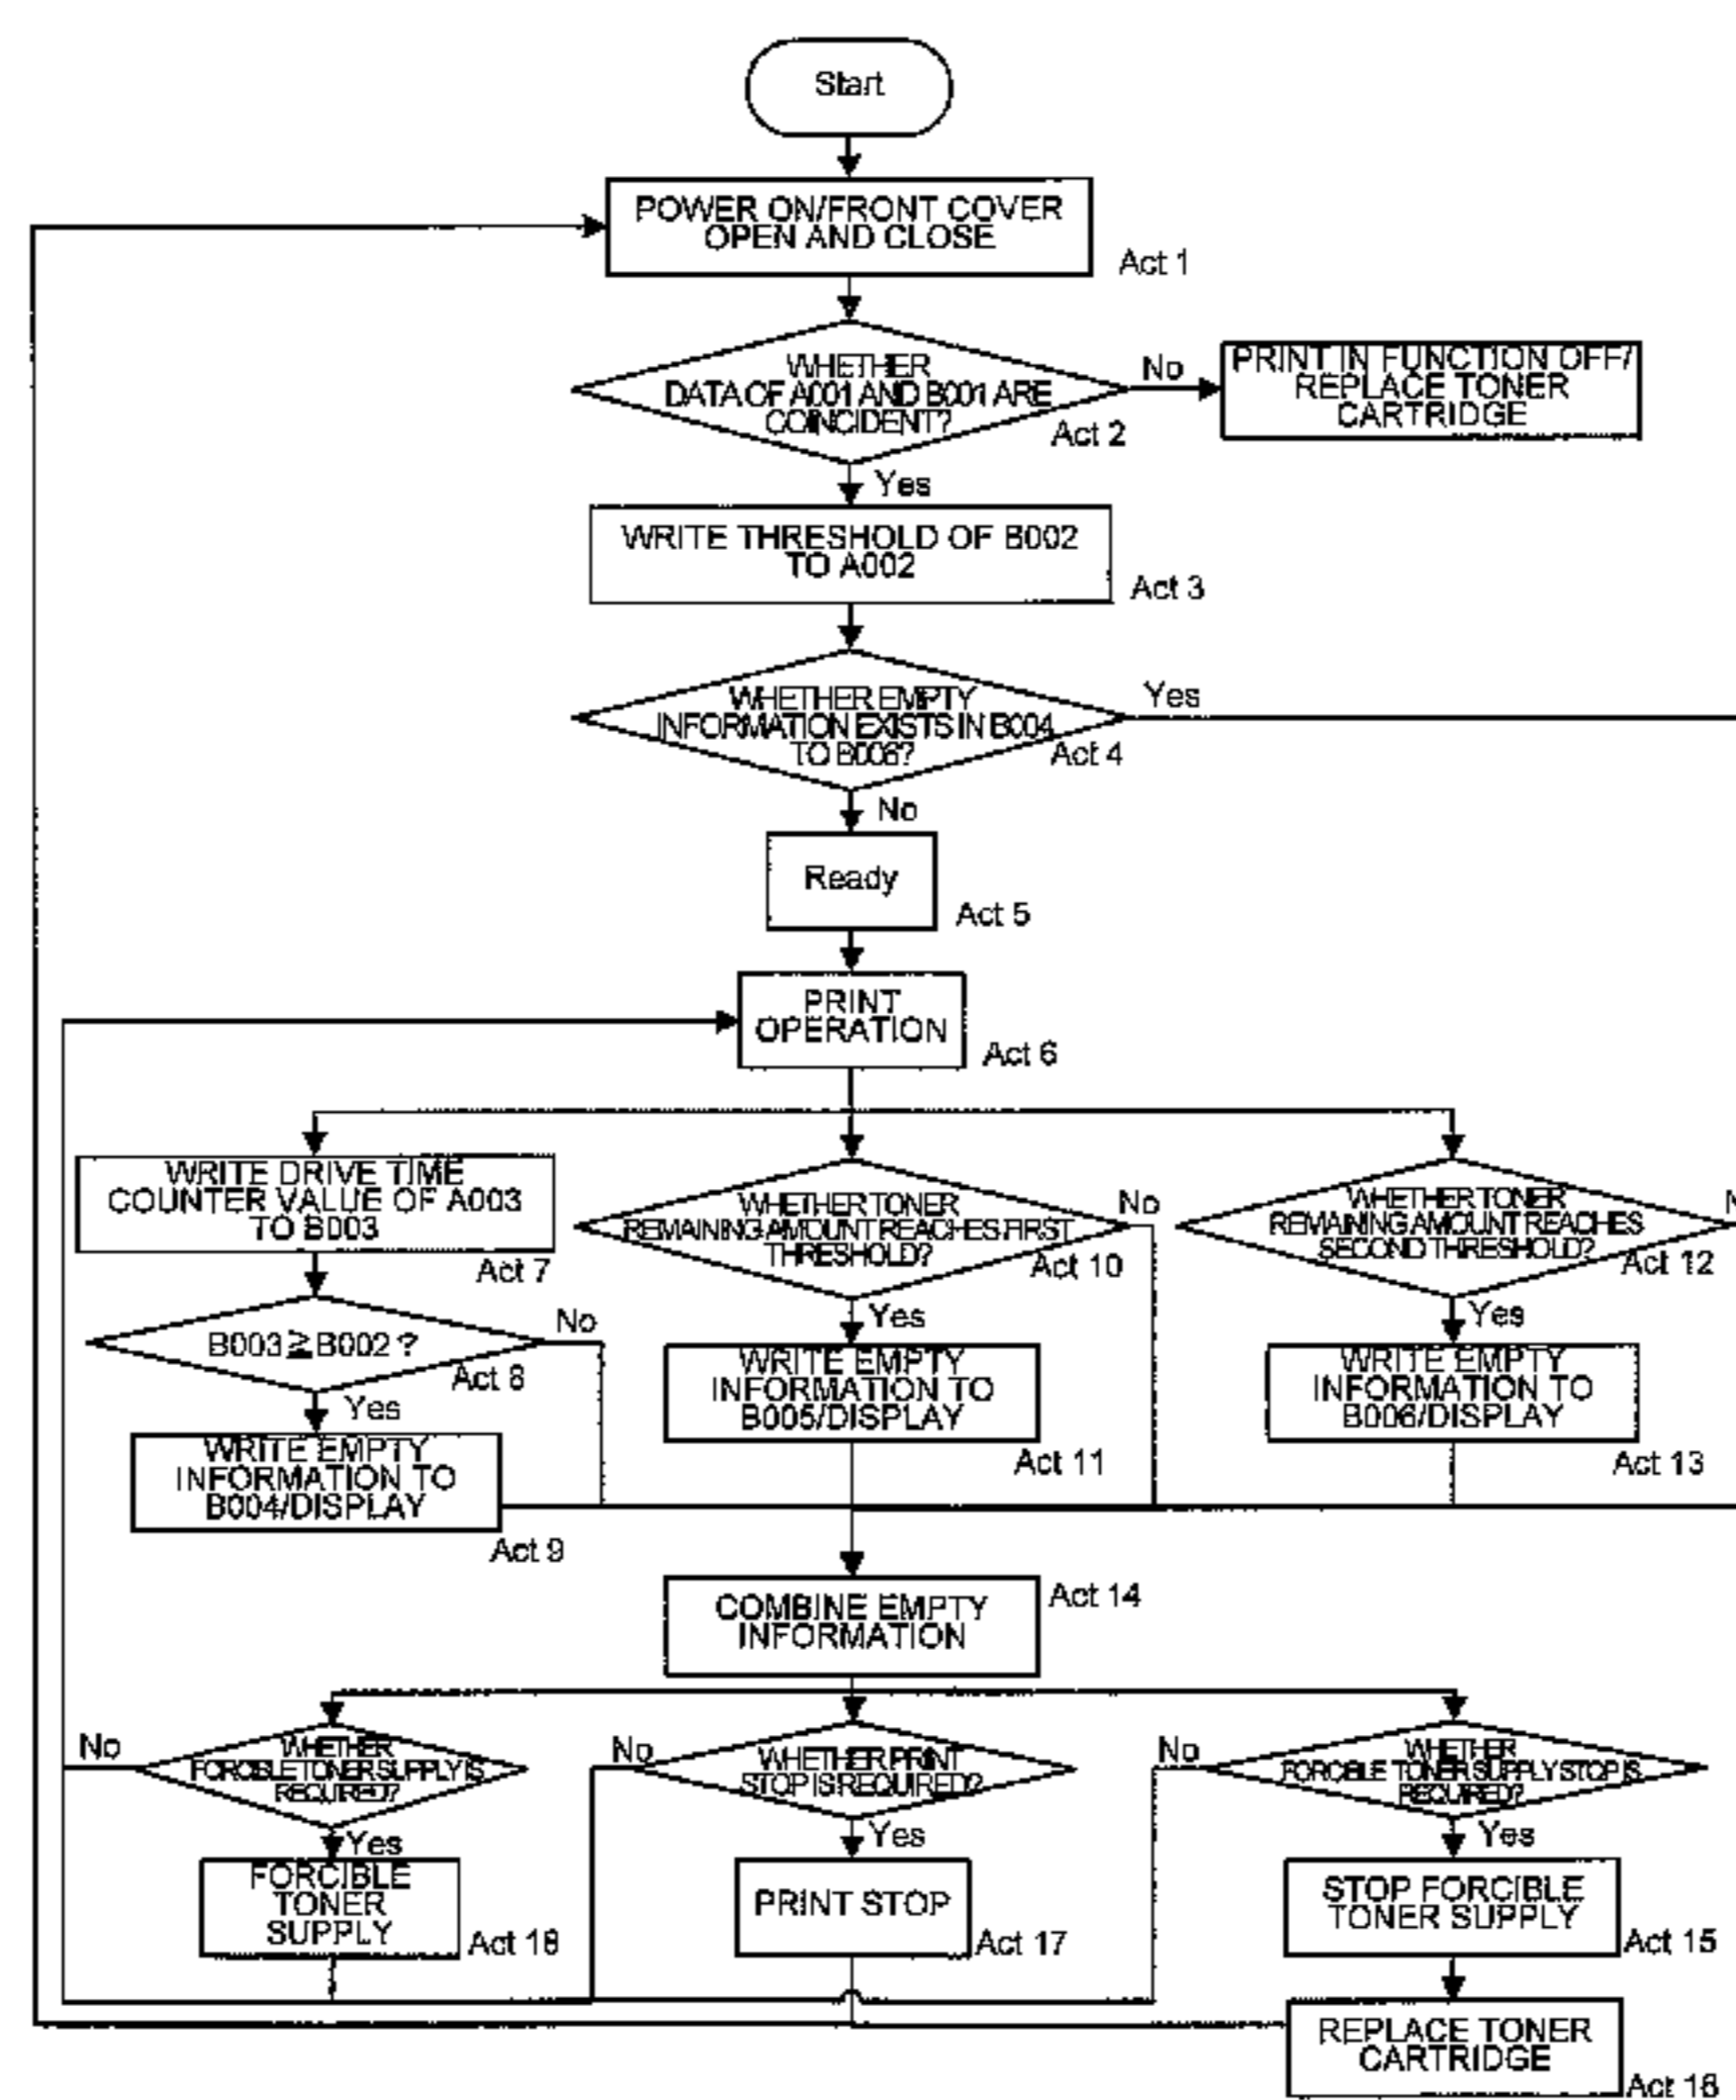 Start
POWER ON/FRONT COVER
OPEN AND CLOSE
Act 1
WHETHER
DATA OF A001 AND B001 ARE
COINCIDENT?
Act 2
No
PRINT IN FUNCTION OFF/
REPLACE TONER
CARTRIDGE
Yes
WRITE THRESHOLD OF B002
TO A002
Act 3
WHETHER EMPTY
INFORMATION EXISTS IN B004
TO B006?
Act 4
Yes
No
Ready
Act 5
PRINT
OPERATION
Act 6
WRITE DRIVE TIME
COUNTER VALUE OF A003
TO B003
Act 7
WHETHER TONER
REMAINING AMOUNT REACHES FIRST
THRESHOLD?
Act 10
No
WHETHER TONER
REMAINING AMOUNT REACHES
SECOND THRESHOLD?
Act 12
B003≧B002?
Act 8
No
Yes
WRITE EMPTY
INFORMATION TO
B004/DISPLAY
Act 9
Yes
WRITE EMPTY
INFORMATION TO
B005/DISPLAY
Act 11
Yes
WRITE EMPTY
INFORMATION TO
B006/DISPLAY
Act 13
COMBINE EMPTY
INFORMATION
Act 14
No
WHETHER
FORCIBLE TONER SUPPLY IS
REQUIRED?
No
WHETHER PRINT
STOP IS REQUIRED?
No
WHETHER
FORCIBLE TONER SUPPLY STOP IS
REQUIRED?
Yes
FORCIBLE
TONER
SUPPLY
Act 18
Yes
PRINT STOP
Act 17
Yes
STOP FORCIBLE
TONER SUPPLY
Act 15
REPLACE TONER
CARTRIDGE
Act 16